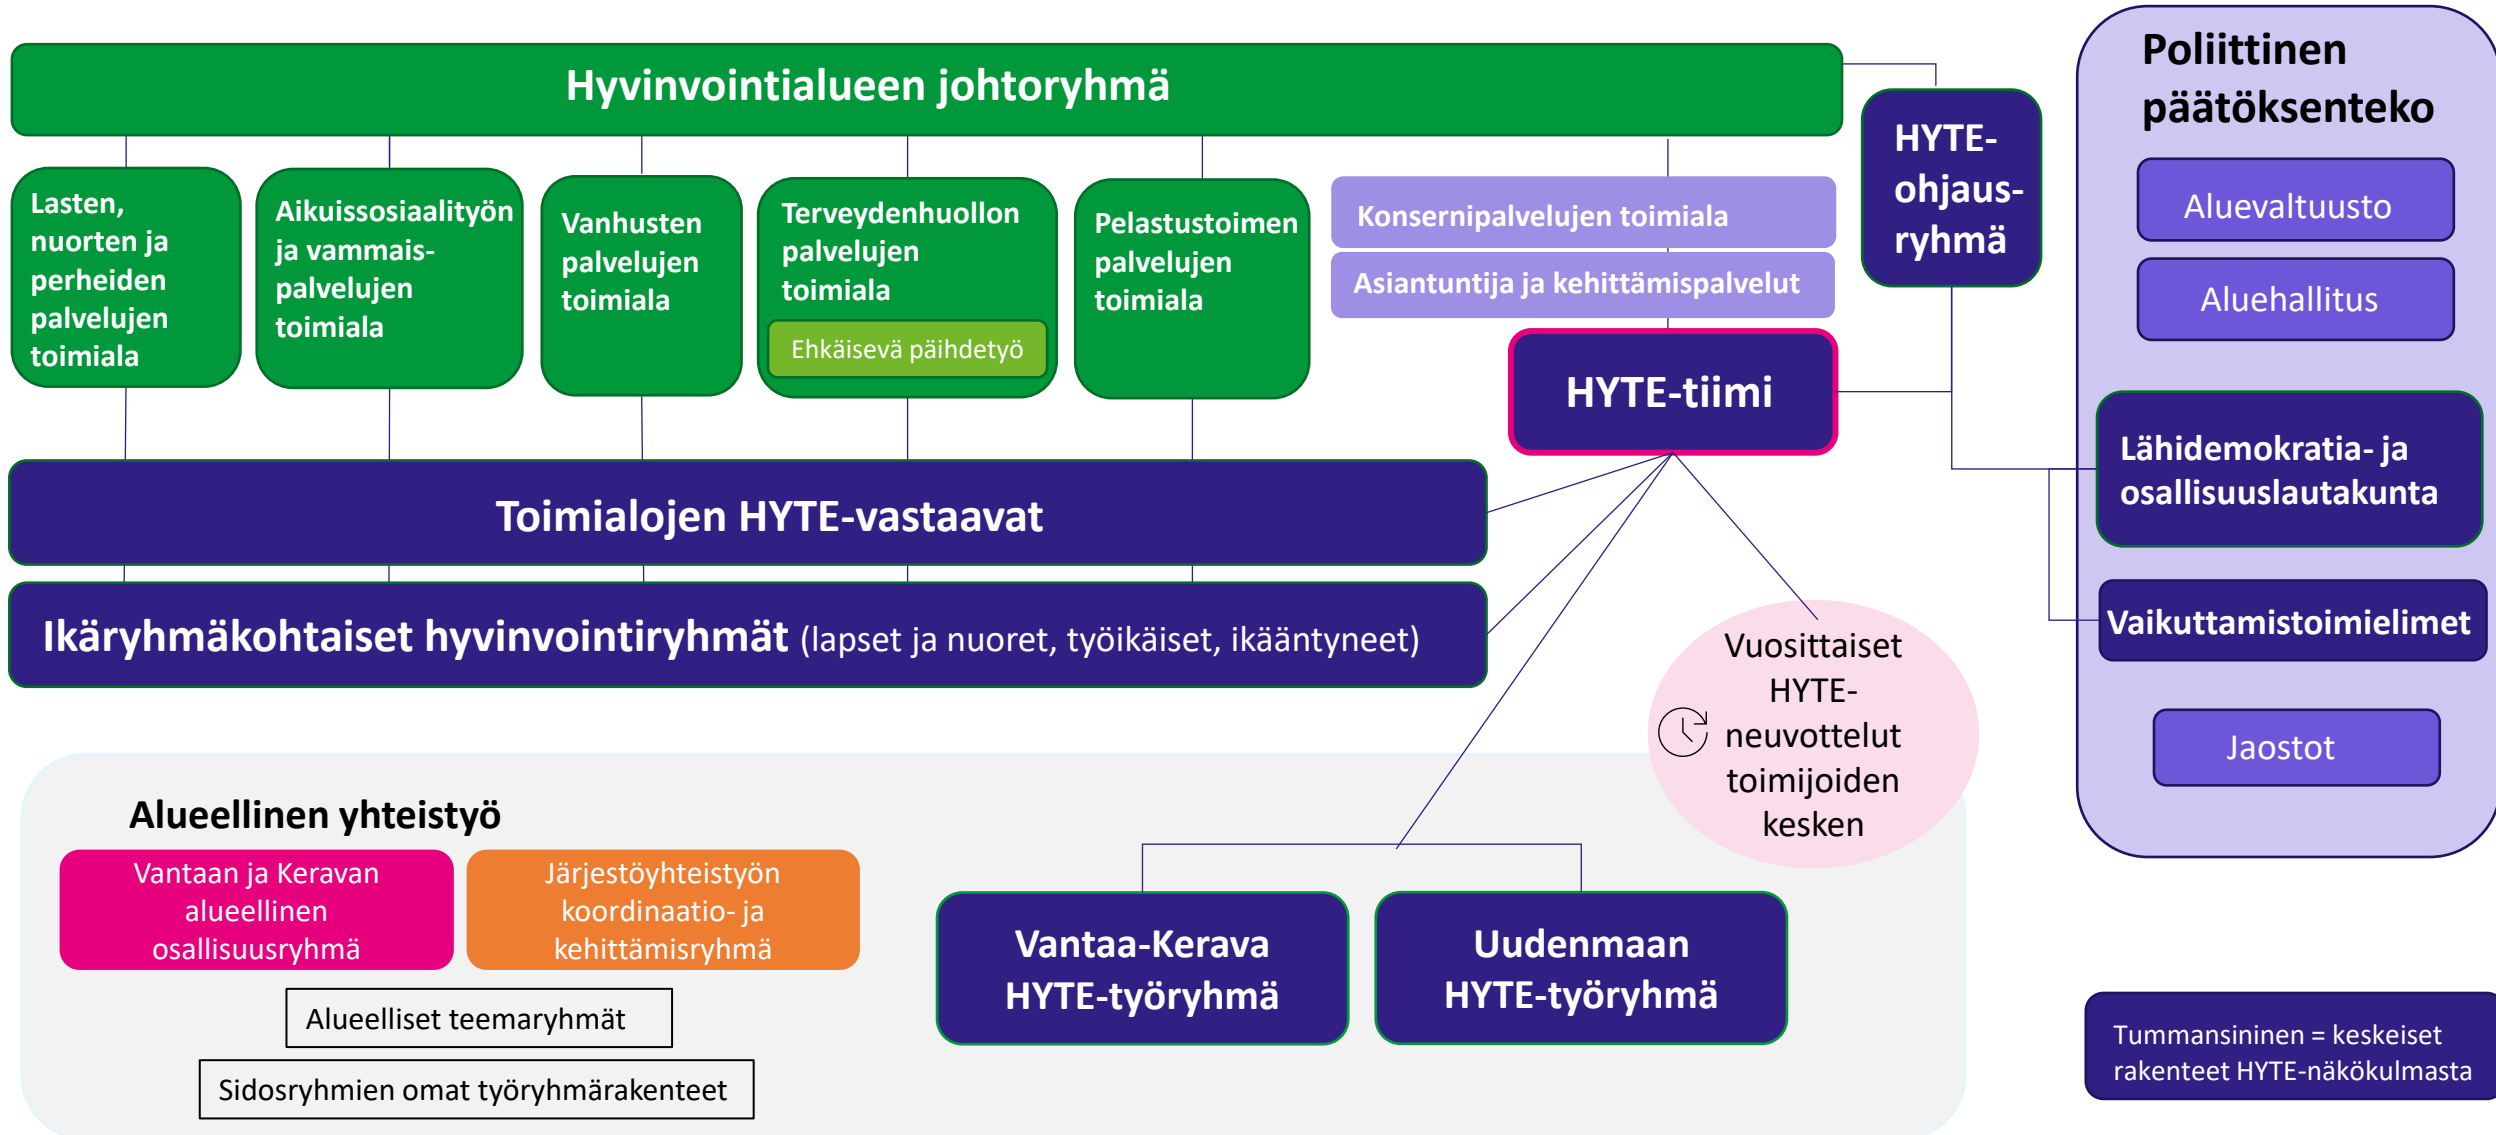 Hyvinvointialueen johtoryhmä
Lasten,
nuorten ja
perheiden
palvelujen
toimiala
Aikuissosiaalityön
ja vammais-
palvelujen
toimiala
Vanhusten
palvelujen
toimiala
Terveydenhuollon
palvelujen
toimiala
Ehkäisevä päihdetyö
Pelastustoimen
palvelujen
toimiala
Konsernipalvelujen toimiala
Asiantuntija ja kehittämispalvelut
HYTE-tiimi
HYTE-
ohjaus-
ryhmä
Poliittinen
päätöksenteko
Aluevaltuusto
Aluehallitus
Lähidemokratia- ja
osallisuuslautakunta
Vaikuttamistoimielimet
Jaostot
Toimialojen HYTE-vastaavat
Ikäryhmäkohtaiset hyvinvointiryhmät (lapset ja nuoret, työikäiset, ikääntyneet)
Vuosittaiset
HYTE-
neuvottelut
toimijoiden
kesken
Alueellinen yhteistyö
Vantaan ja Keravan
alueellinen
osallisuusryhmä
Järjestöyhteistyön
koordinaatio- ja
kehittämisryhmä
Alueelliset teemaryhmät
Sidosryhmien omat työryhmärakenteet
Vantaa-Kerava
HYTE-työryhmä
Uudenmaan
HYTE-työryhmä
Tummansininen = keskeiset
rakenteet HYTE-näkökulmasta